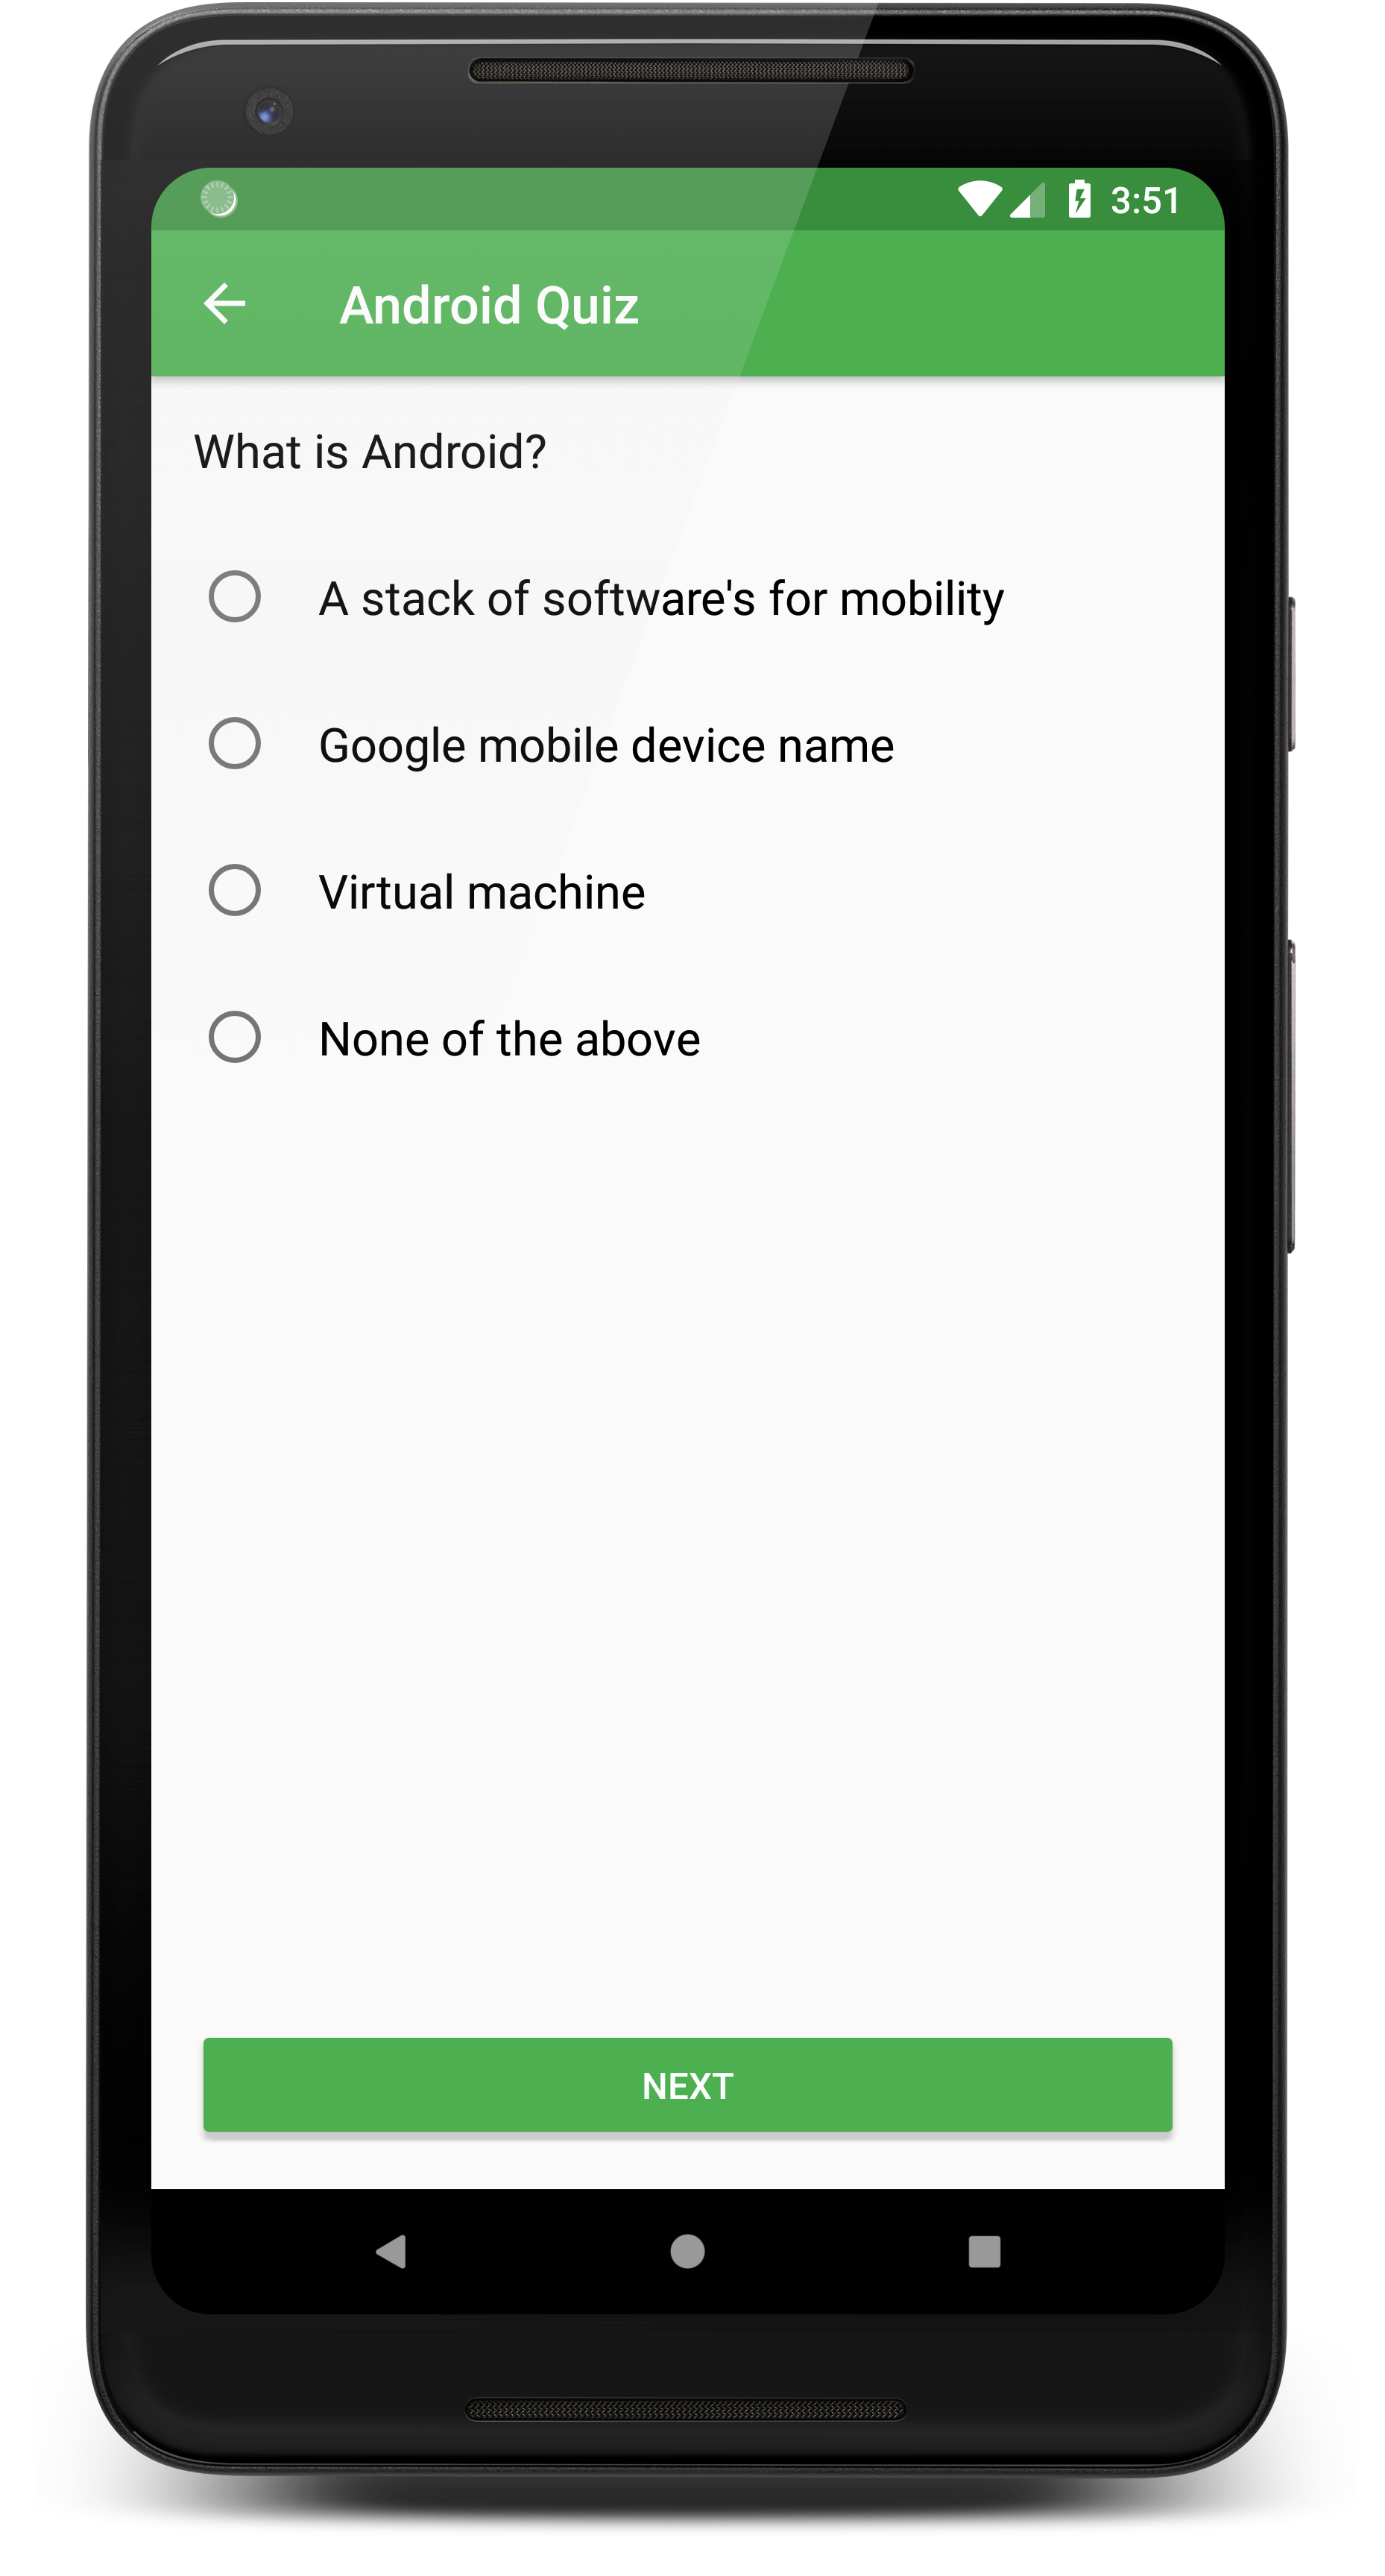 3:51
Android Quiz
What is Android?
A stack of software's for mobility
Google mobile device name
Virtual machine
None of the above
NEXT